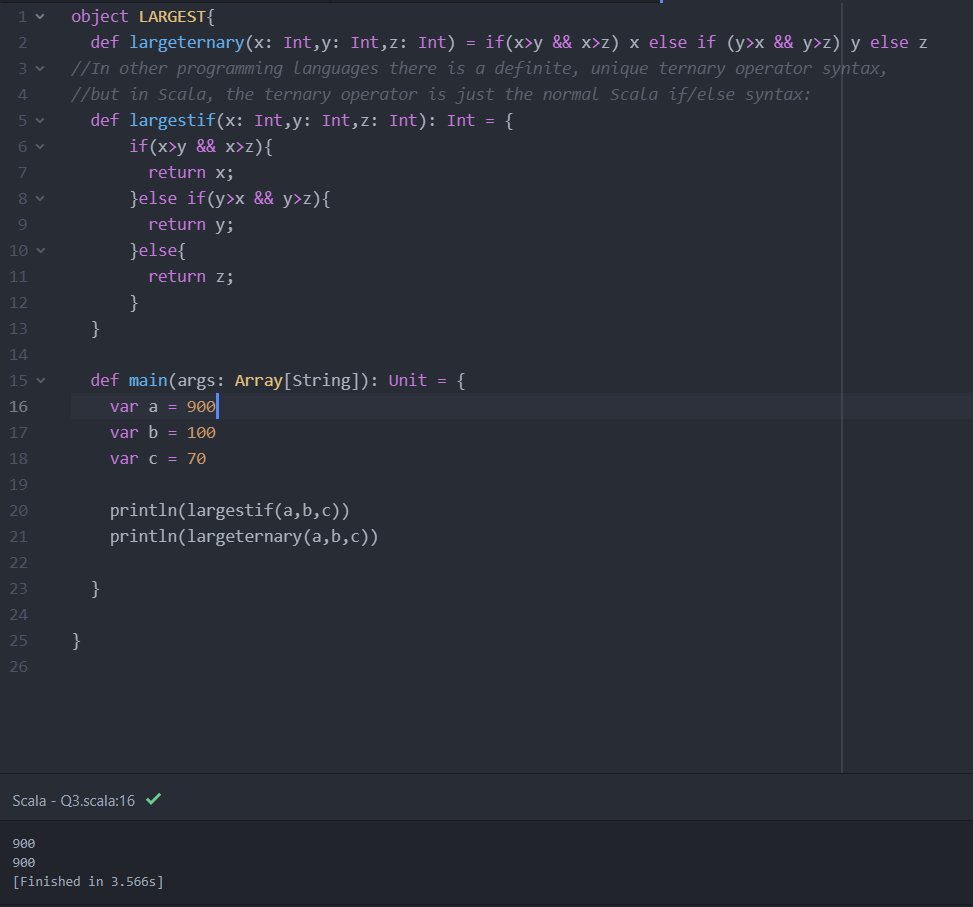 1 object LARGEST{
2 def largeternary(x: Int,y: Int,z: Int) = if(x>y && x>z) x else if (y>x && y>z) y else z
3 //In other programming languages there is a definite, unique ternary operator syntax,
4 //but in Scala, the ternary operator is just the normal Scala if/else syntax:
5 def largestif(x: Int,y: Int,z: Int): Int = {
6 if(x>y && x>z){
7 return x;
8 }else if(y>x && y>z){
9 return y;
10 }else{
11 return z;
12 }
13 }
14
15 def main(args: Array[String]): Unit = {
16 var a = 900
17 var b = 100
18 var c = 70
19
20 println(largestif(a,b,c))
21 println(largeternary(a,b,c))
22
23 }
24
25 }
26
Scala - Q3.scala:16
900
900
[Finished in 3.566s]